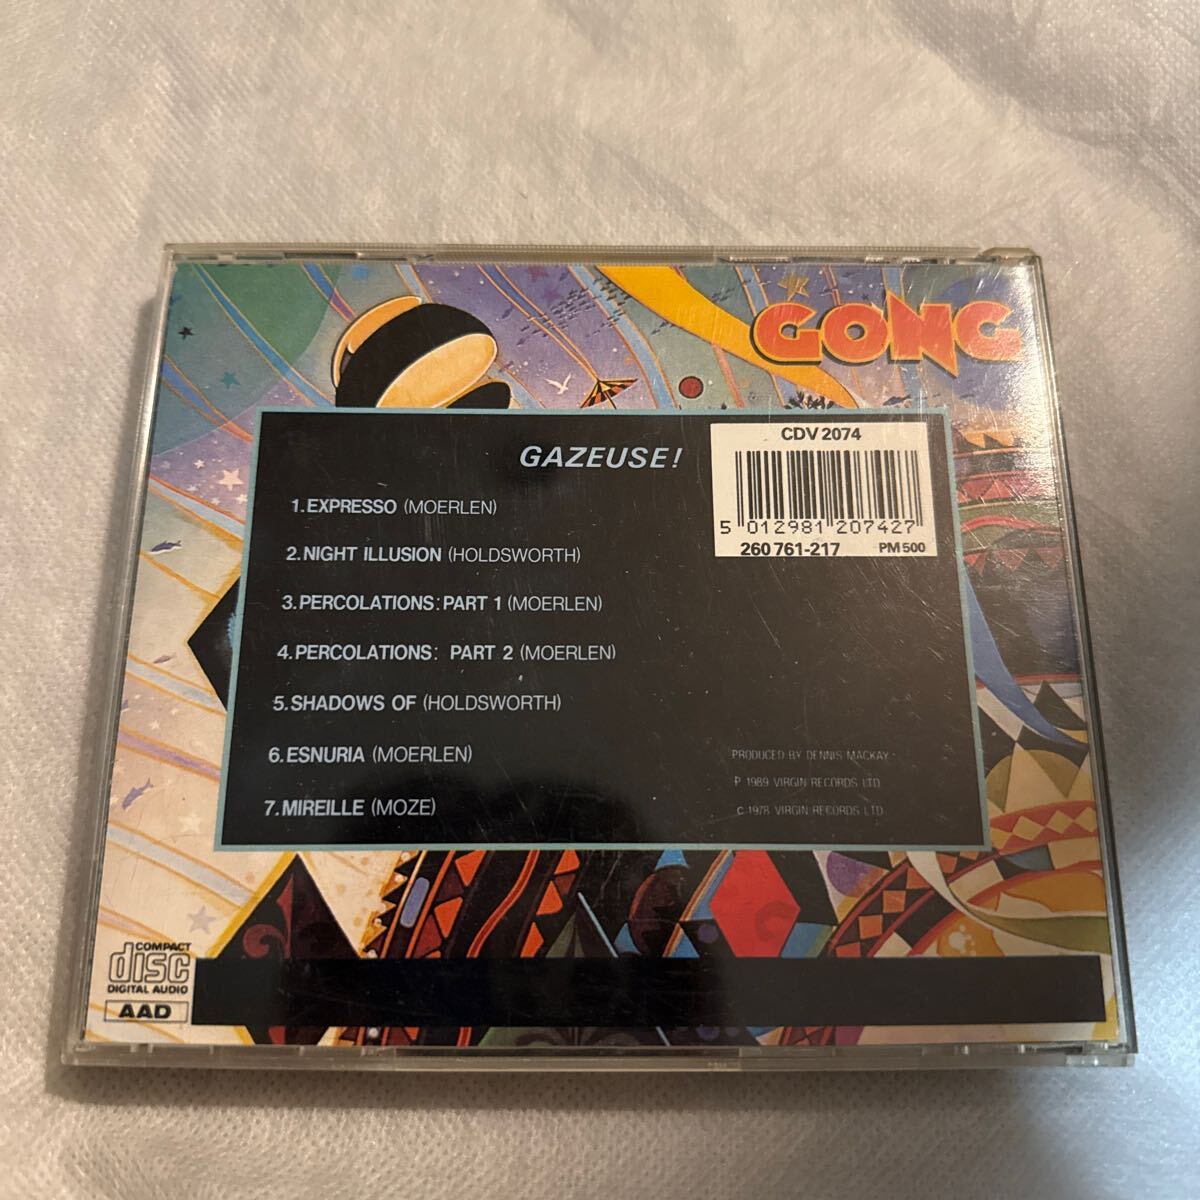 GONG
GAZEUSE!
CDV 2074
5 012981 207427
260 761-217 PM 500
1.EXPRESSO (MOERLEN)
2.NIGHT ILLUSION (HOLDSWORTH)
3.PERCOLATIONS: PART 1 (MOERLEN)
4.PERCOLATIONS: PART 2 (MOERLEN)
5.SHADOWS OF (HOLDSWORTH)
6.ESNURIA (MOERLEN)
7.MIREILLE (MOZE)
PRODUCED BY DENNIS MACKAY
P 1989 VIRGIN RECORDS LTD
C 1978 VIRGIN RECORDS LTD
COMPACT
disc
DIGITAL AUDIO
AAD